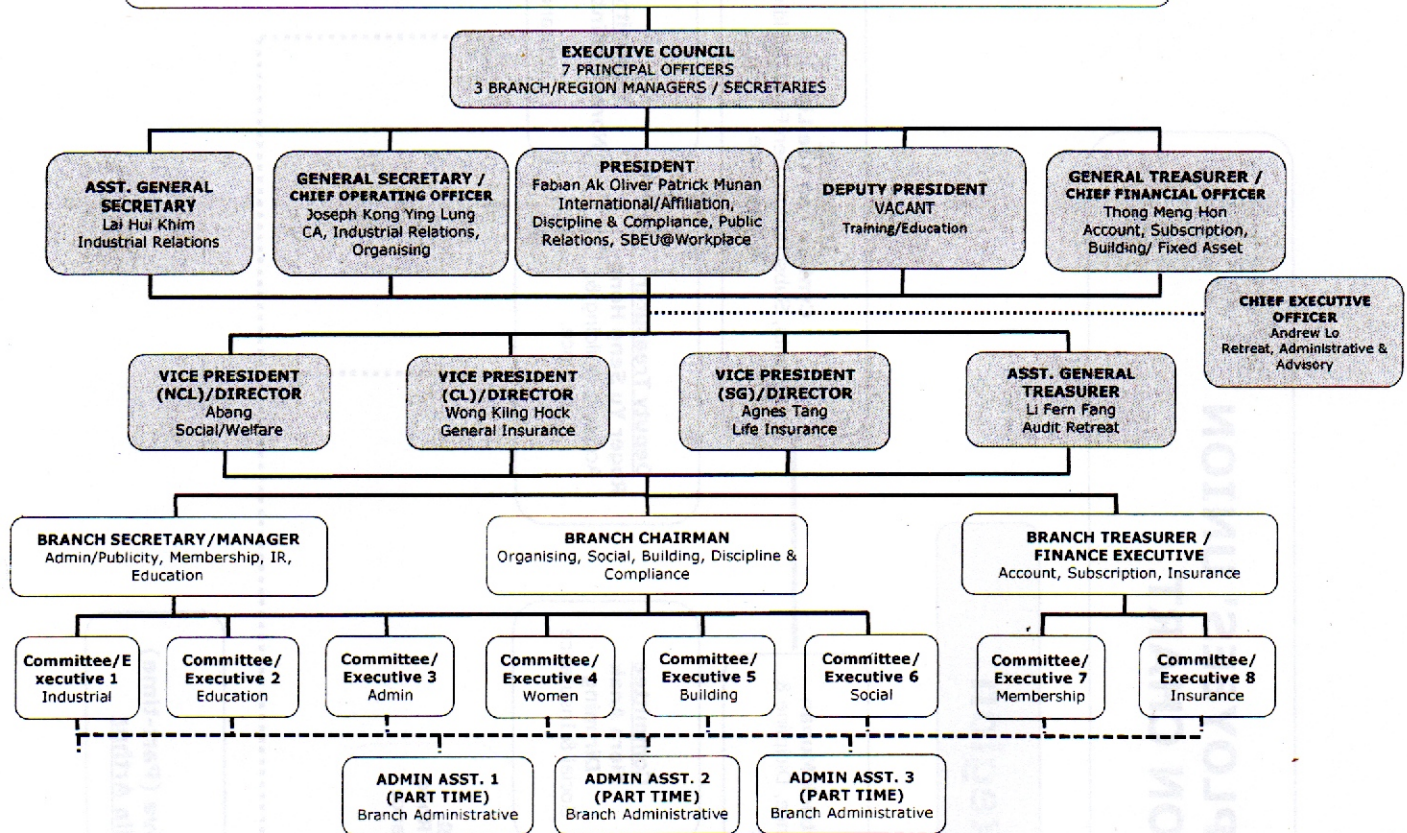 EXECUTIVE COUNCIL
7 PRINCIPAL OFFICERS
3 BRANCH/REGION MANAGERS / SECRETARIES
ASST. GENERAL
SECRETARY
Lai Hui Khim
Industrial Relations
GENERAL SECRETARY /
CHIEF OPERATING OFFICER
Joseph Kong Ying Lung
CA, Industrial Relations,
Organising
PRESIDENT
Fabian Ak Oliver Patrick Munan
International/Affiliation,
Discipline & Compliance, Public
Relations, SBEU@Workplace
DEPUTY PRESIDENT
VACANT
Training/Education
GENERAL TREASURER /
CHIEF FINANCIAL OFFICER
Thong Meng Hon
Account, Subscription,
Building/ Fixed Asset
CHIEF EXECUTIVE
OFFICER
Andrew Lo
Retreat, Administrative &
Advisory
VICE PRESIDENT
(NCL)/DIRECTOR
Abang
Social/Welfare
VICE PRESIDENT
(CL)/DIRECTOR
Wong Kilng Hock
General Insurance
VICE PRESIDENT
(SG)/DIRECTOR
Agnes Tang
Life Insurance
ASST. GENERAL
TREASURER
Li Fern Fang
Audit Retreat
BRANCH SECRETARY/MANAGER
Admin/Publicity, Membership, IR,
Education
BRANCH CHAIRMAN
Organising, Social, Building, Discipline &
Compliance
BRANCH TREASURER /
FINANCE EXECUTIVE
Account, Subscription, Insurance
Committee/E
xecutive 1
Industrial
Committee/
Executive 2
Education
Committee/
Executive 3
Admin
Committee/
Executive 4
Women
Committee/
Executive 5
Building
Committee/
Executive 6
Social
Committee/
Executive 7
Membership
Committee/
Executive 8
Insurance
ADMIN ASST. 1
(PART TIME)
Branch Administrative
ADMIN ASST. 2
(PART TIME)
Branch Administrative
ADMIN ASST. 3
(PART TIME)
Branch Administrative